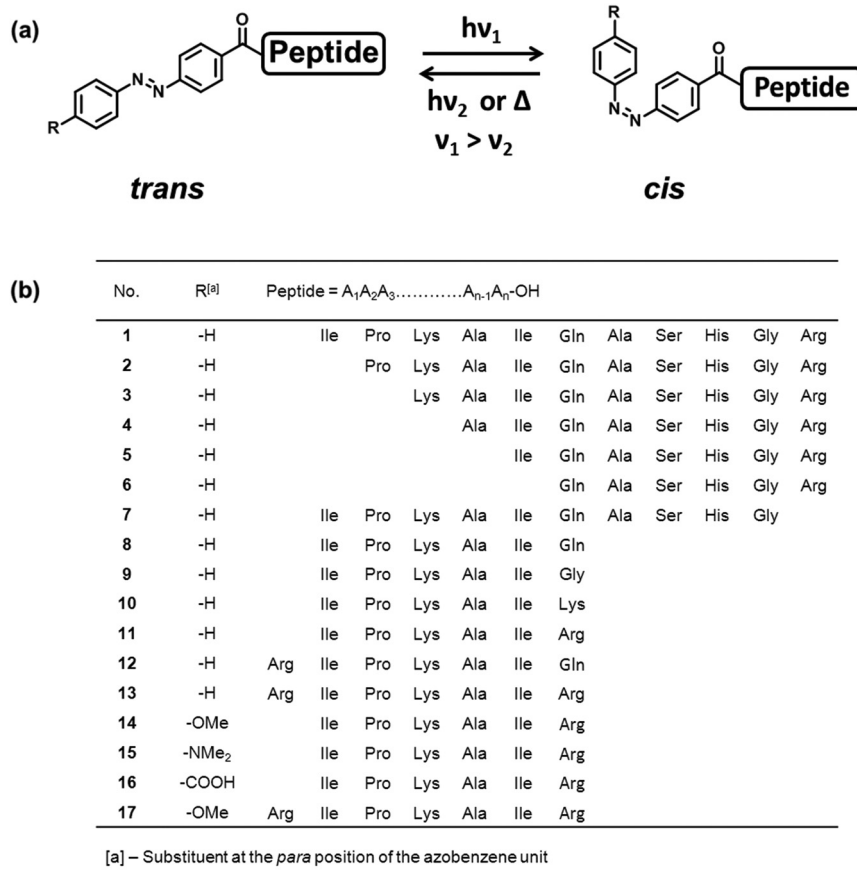 (a)
R
N=N
O
Peptide
hν₁
hν₂ or Δ
ν₁ > ν₂
R
N=N
O
Peptide
trans
cis
(b)
No. R[a] Peptide = A₁A₂A₃…………Aₙ₋₁Aₙ-OH
1 -H Ile Pro Lys Ala Ile Gln Ala Ser His Gly Arg
2 -H Pro Lys Ala Ile Gln Ala Ser His Gly Arg
3 -H Lys Ala Ile Gln Ala Ser His Gly Arg
4 -H Ala Ile Gln Ala Ser His Gly Arg
5 -H Ile Gln Ala Ser His Gly Arg
6 -H Gln Ala Ser His Gly Arg
7 -H Ile Pro Lys Ala Ile Gln Ala Ser His Gly
8 -H Ile Pro Lys Ala Ile Gln
9 -H Ile Pro Lys Ala Ile Gly
10 -H Ile Pro Lys Ala Ile Lys
11 -H Ile Pro Lys Ala Ile Arg
12 -H Arg Ile Pro Lys Ala Ile Gln
13 -H Arg Ile Pro Lys Ala Ile Arg
14 -OMe Ile Pro Lys Ala Ile Arg
15 -NMe₂ Ile Pro Lys Ala Ile Arg
16 -COOH Ile Pro Lys Ala Ile Arg
17 -OMe Arg Ile Pro Lys Ala Ile Arg
[a] – Substituent at the para position of the azobenzene unit